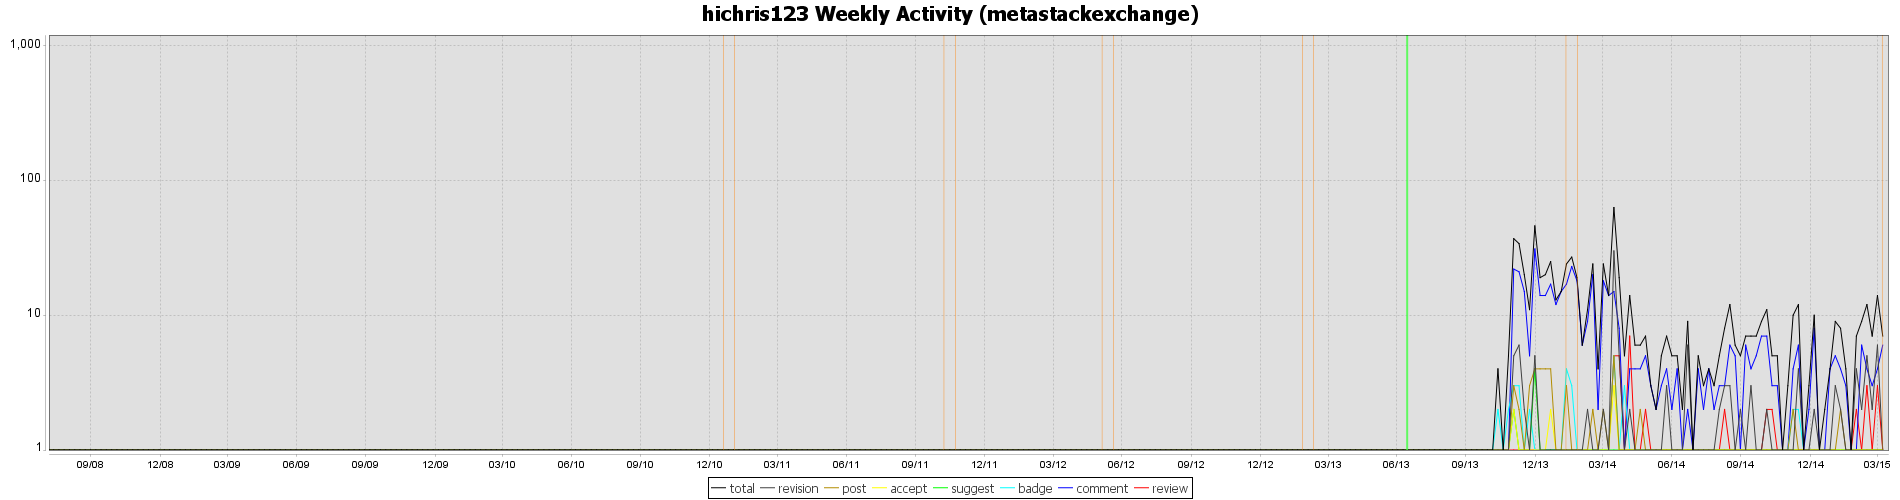 hichris123 Weekly Activity (metastackexchange)
1,000
100
10
1
09/08 12/08 03/09 06/09 09/09 12/09 03/10 06/10 09/10 12/10 03/11 06/11 09/11 12/11 03/12 06/12 09/12 12/12 03/13 06/13 09/13 12/13 03/14 06/14 09/14 12/14 03/15
total revision post accept suggest badge comment review